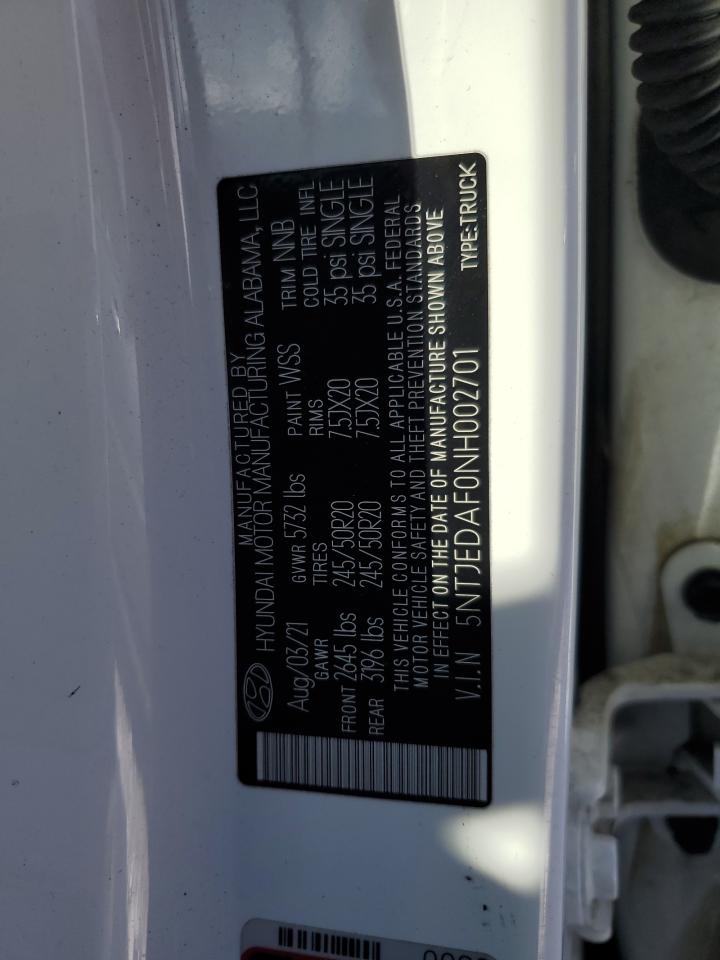 MANUFACTURED BY
HYUNDAI MOTOR MANUFACTURING ALABAMA, LLC
Aug/03/21 GVWR 5732 lbs PAINT WSS TRIM NNB
GAWR TIRES RIMS COLD TIRE INFL
FRONT 2645 lbs 245/50R20 7.5JX20 35 psi SINGLE
REAR 3196 lbs 245/50R20 7.5JX20 35 psi SINGLE
THIS VEHICLE CONFORMS TO ALL APPLICABLE U.S.A. FEDERAL
MOTOR VEHICLE SAFETY AND THEFT PREVENTION STANDARDS
IN EFFECT ON THE DATE OF MANUFACTURE SHOWN ABOVE
V.I.N 5NTJEDAF0NH002701 TYPE:TRUCK